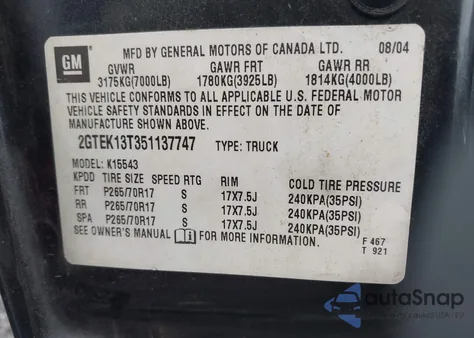 GM
MFD BY GENERAL MOTORS OF CANADA LTD. 08/04
GVWR GAWR FRT GAWR RR
3175KG(7000LB) 1780KG(3925LB) 1814KG(4000LB)
THIS VEHICLE CONFORMS TO ALL APPLICABLE U.S. FEDERAL MOTOR
VEHICLE SAFETY STANDARDS IN EFFECT ON THE DATE OF
MANUFACTURE SHOWN ABOVE.
2GTEK13T351137747 TYPE: TRUCK
MODEL: K15543
KPDD TIRE SIZE SPEED RTG RIM COLD TIRE PRESSURE
FRT P265/70R17 S 17X7.5J 240KPA(35PSI)
RR P265/70R17 S 17X7.5J 240KPA(35PSI)
SPA P265/70R17 S 17X7.5J 240KPA(35PSI)
SEE OWNER'S MANUAL FOR MORE INFORMATION
F 467
T 921
autoSnap